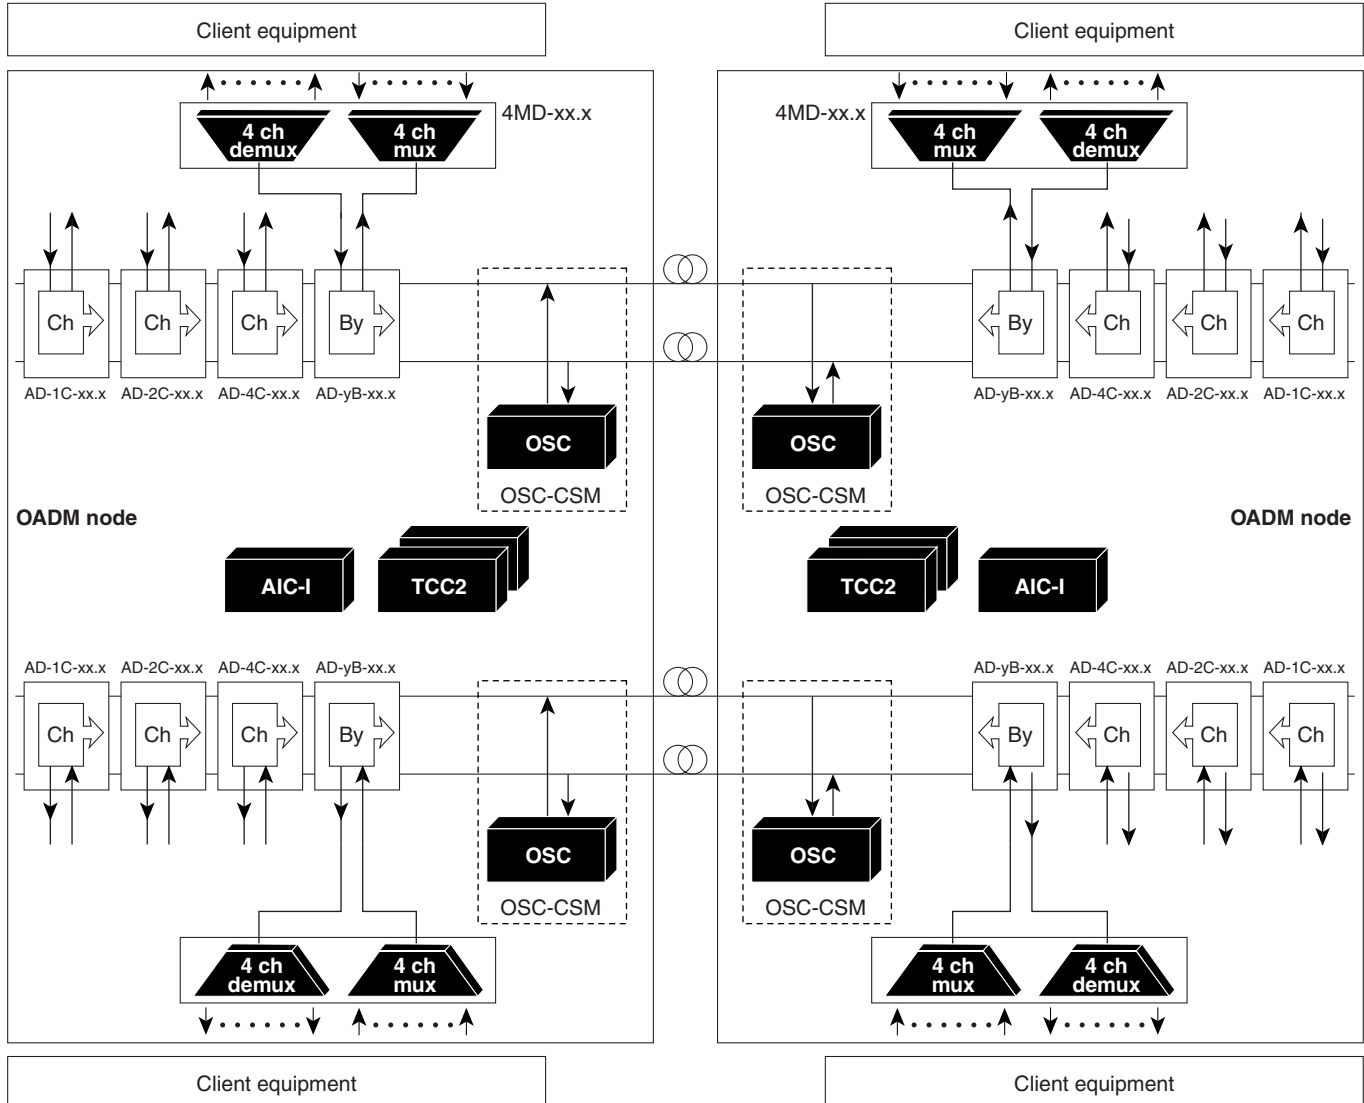 Client equipment
Client equipment
4 ch
demux
4 ch
mux
4MD-xx.x
4MD-xx.x
4 ch
mux
4 ch
demux
Ch
Ch
Ch
By
By
Ch
Ch
Ch
AD-1C-xx.x
AD-2C-xx.x
AD-4C-xx.x
AD-yB-xx.x
AD-yB-xx.x
AD-4C-xx.x
AD-2C-xx.x
AD-1C-xx.x
OSC
OSC
OSC-CSM
OSC-CSM
OADM node
OADM node
AIC-I
TCC2
TCC2
AIC-I
AD-1C-xx.x
AD-2C-xx.x
AD-4C-xx.x
AD-yB-xx.x
AD-yB-xx.x
AD-4C-xx.x
AD-2C-xx.x
AD-1C-xx.x
Ch
Ch
Ch
By
By
Ch
Ch
Ch
OSC
OSC
OSC-CSM
OSC-CSM
4 ch
demux
4 ch
mux
4 ch
mux
4 ch
demux
Client equipment
Client equipment